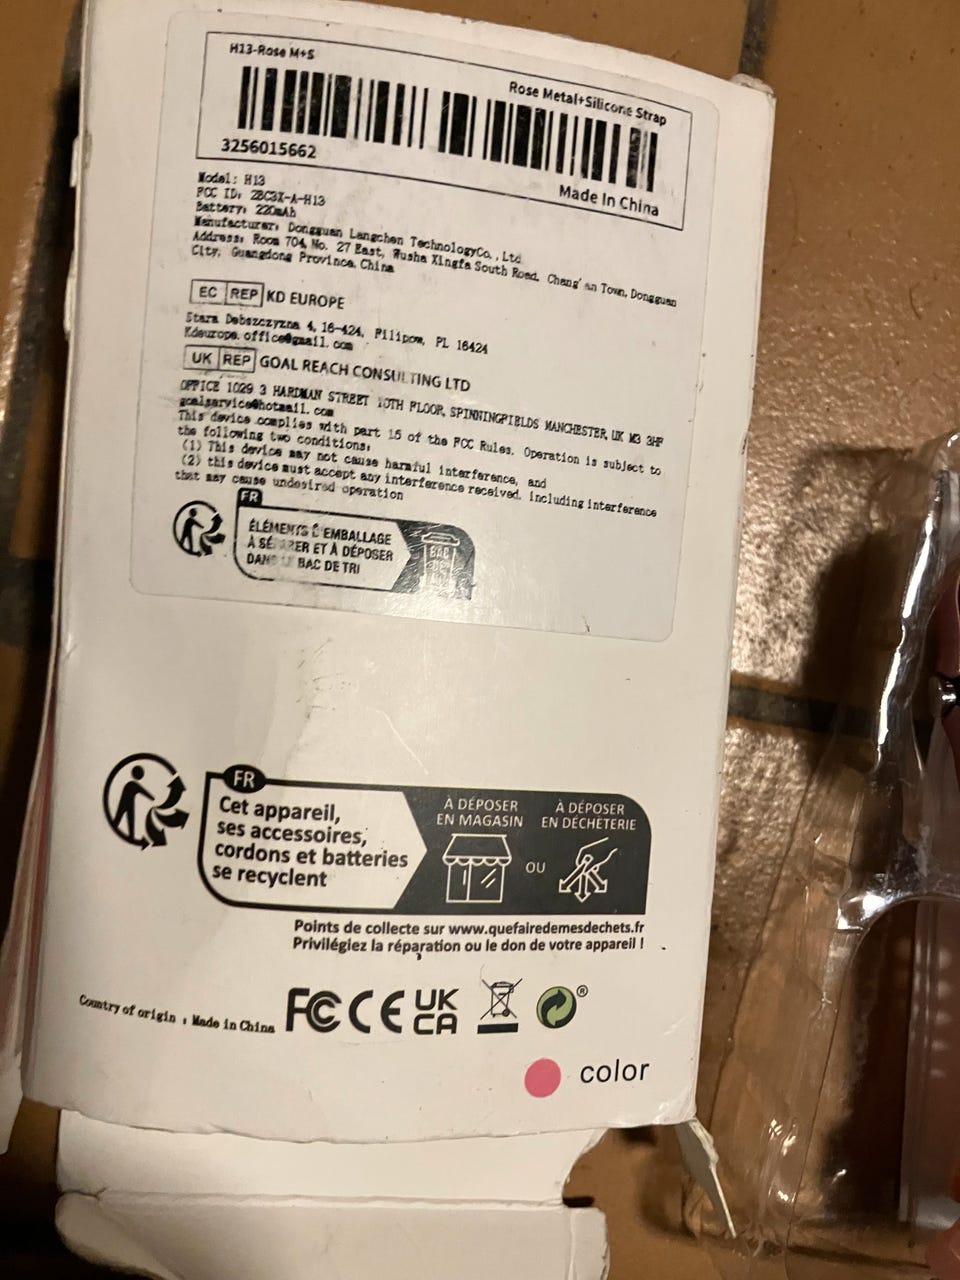 H13-Rose M+S
Rose Metal+Silicone Strap
3256015662
Made In China
Model: H13
FCC ID: 2BC3X-A-H13
Battery: 220mAh
Manufacturer: Dongguan Langchen TechnologyCo.,Ltd
Address: Room 704, No. 27 East, Wusha Xingfa South Road, Chang'an Town, Dongguan
City, Guangdong Province, China
EC REP KD EUROPE
Stara Debszczyzna 4, 16-424, Filipow, PL 16424
Kdeurope.office@gmail.com
UK REP GOAL REACH CONSULTING LTD
OFFICE 1029 3 HARDMAN STREET 10TH FLOOR, SPINNINGFIELDS MANCHESTER, UK M3 3HF
goalservice@hotmail.com
This device complies with part 15 of the FCC Rules. Operation is subject to
the following two conditions:
(1) This device may not cause harmful interference, and
(2) this device must accept any interference received, including interference
that may cause undesired operation
FR
ÉLÉMENTS D'EMBALLAGE
À SÉPARER ET À DÉPOSER
DANS LE BAC DE TRI
BAC
DE
TRI
FR
Cet appareil,
ses accessoires,
cordons et batteries
se recyclent
À DÉPOSER
EN MAGASIN
OU
À DÉPOSER
EN DÉCHÈTERIE
Points de collecte sur www.quefairedemesdechets.fr
Privilégiez la réparation ou le don de votre appareil !
Country of origin : Made in China
FC CE UK
CA
®
color